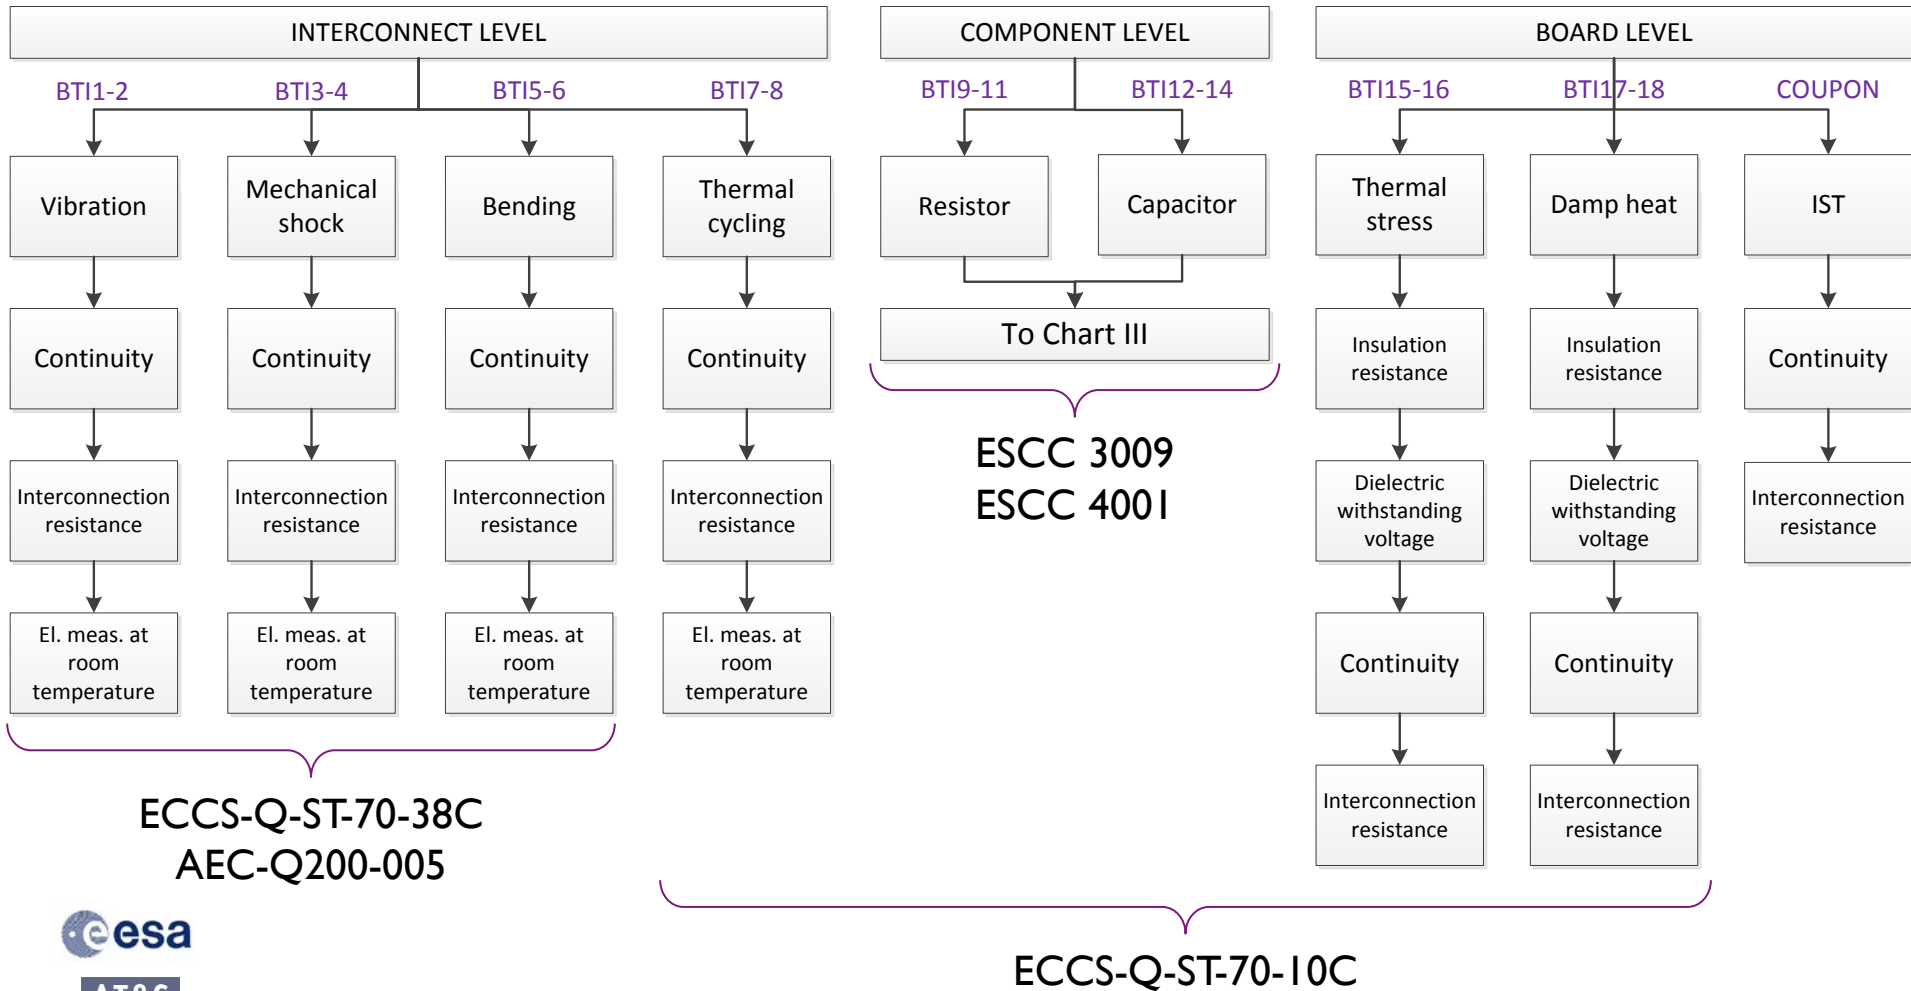 INTERCONNECT LEVEL
COMPONENT LEVEL
BOARD LEVEL
BTI1-2
BTI3-4
BTI5-6
BTI7-8
BTI9-11
BTI12-14
BTI15-16
BTI17-18
COUPON
Vibration
Mechanical
shock
Bending
Thermal
cycling
Resistor
Capacitor
Thermal
stress
Damp heat
IST
Continuity
Continuity
Continuity
Continuity
To Chart III
Insulation
resistance
Insulation
resistance
Continuity
ESCC 3009
ESCC 4001
Interconnection
resistance
Interconnection
resistance
Interconnection
resistance
Interconnection
resistance
Dielectric
withstanding
voltage
Dielectric
withstanding
voltage
Interconnection
resistance
El. meas. at
room
temperature
El. meas. at
room
temperature
El. meas. at
room
temperature
El. meas. at
room
temperature
Continuity
Continuity
Interconnection
resistance
Interconnection
resistance
ECCS-Q-ST-70-38C
AEC-Q200-005
ECCS-Q-ST-70-10C
esa